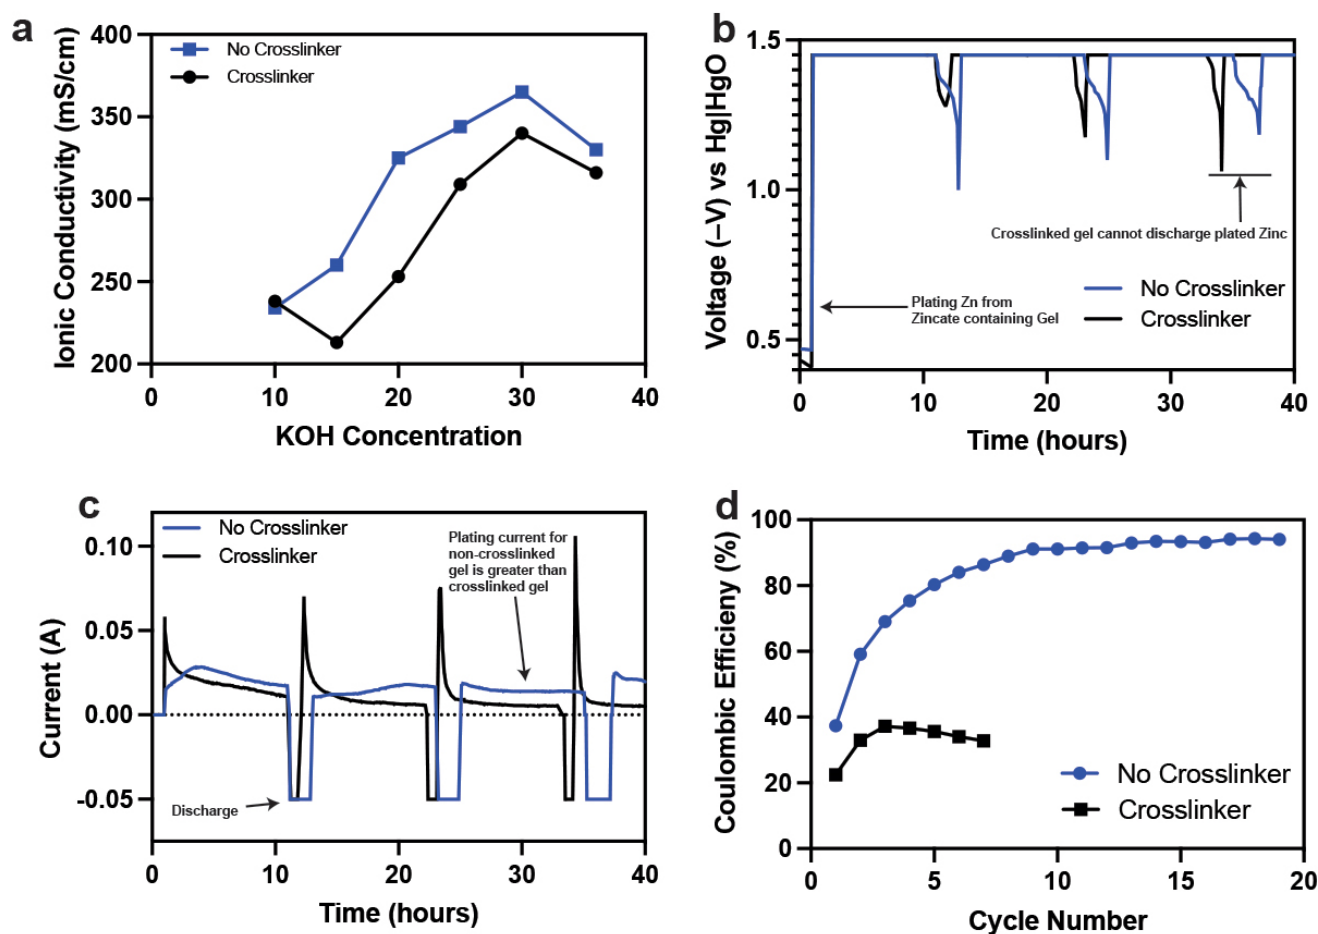 a
400
350
300
250
200
Ionic Conductivity (mS/cm)
No Crosslinker
Crosslinker
0
10
20
30
40
KOH Concentration
b
1.5
1.0
0.5
Voltage (–V) vs Hg|HgO
Crosslinked gel cannot discharge plated Zinc
Plating Zn from
Zincate containing Gel
No Crosslinker
Crosslinker
0
10
20
30
40
Time (hours)
c
0.10
0.05
0.00
-0.05
Current (A)
No Crosslinker
Crosslinker
Plating current for
non-crosslinked
gel is greater than
crosslinked gel
Discharge
0
10
20
30
40
Time (hours)
d
100
80
60
40
20
0
Coulombic Efficieny (%)
No Crosslinker
Crosslinker
0
5
10
15
20
Cycle Number